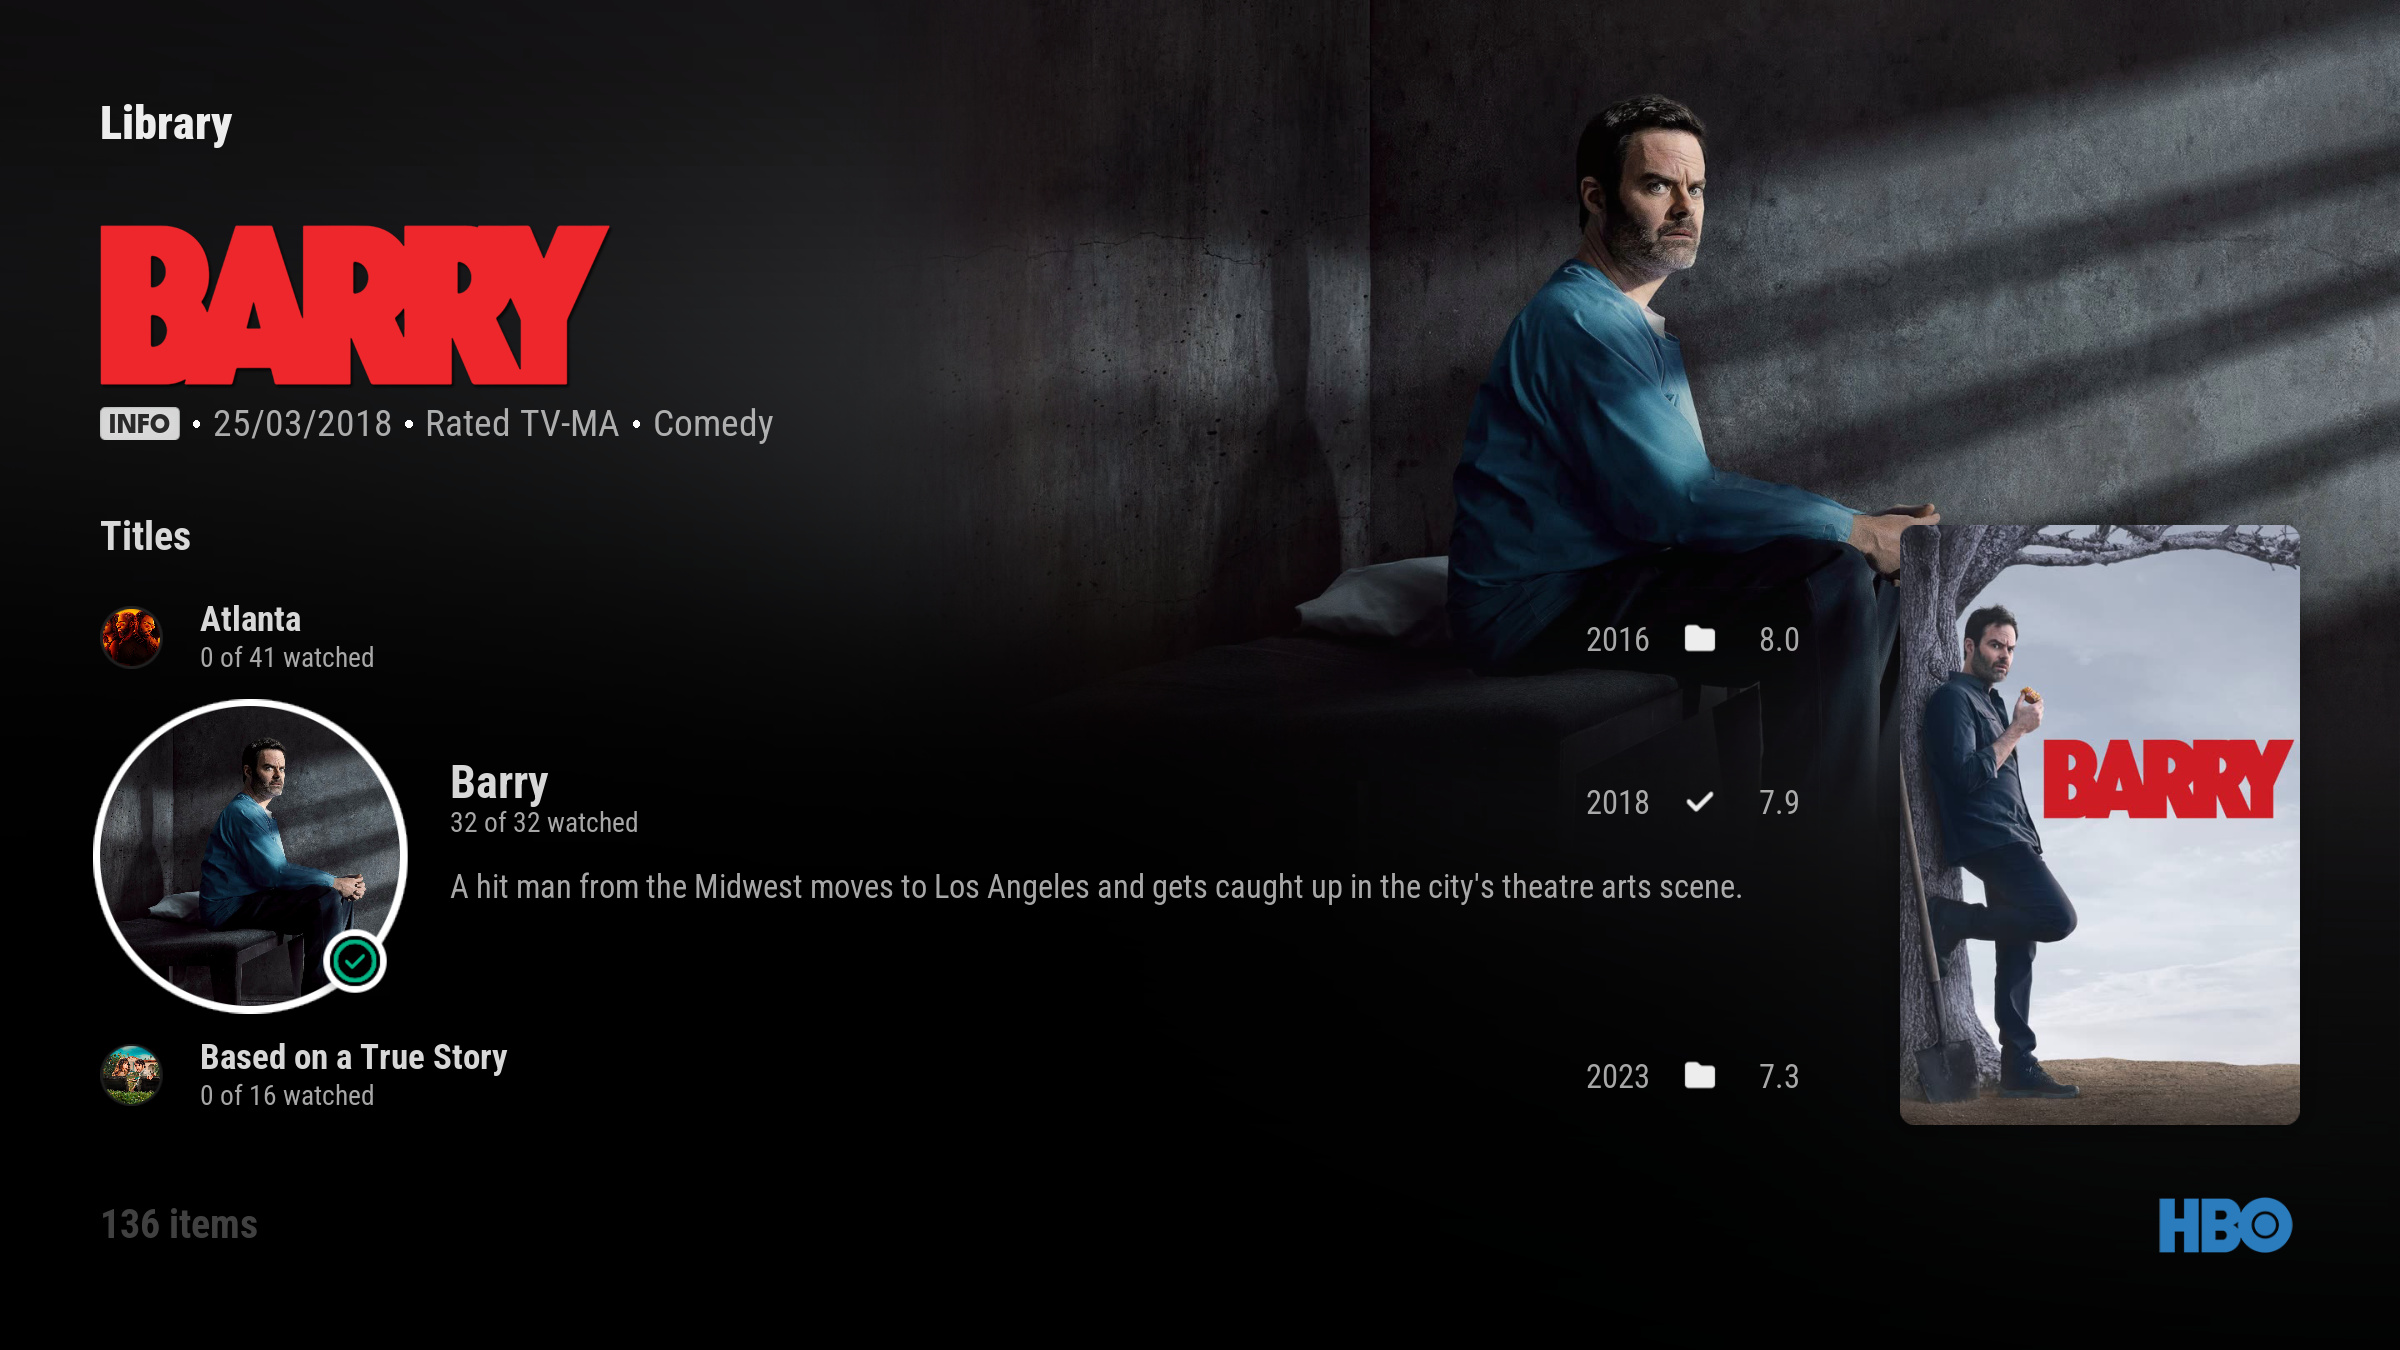 Library
BARRY
INFO • 25/03/2018 • Rated TV-MA • Comedy
Titles
Atlanta
0 of 41 watched
2016 8.0
Barry
32 of 32 watched
2018 7.9
A hit man from the Midwest moves to Los Angeles and gets caught up in the city's theatre arts scene.
BARRY
Based on a True Story
0 of 16 watched
2023 7.3
136 items
HBO